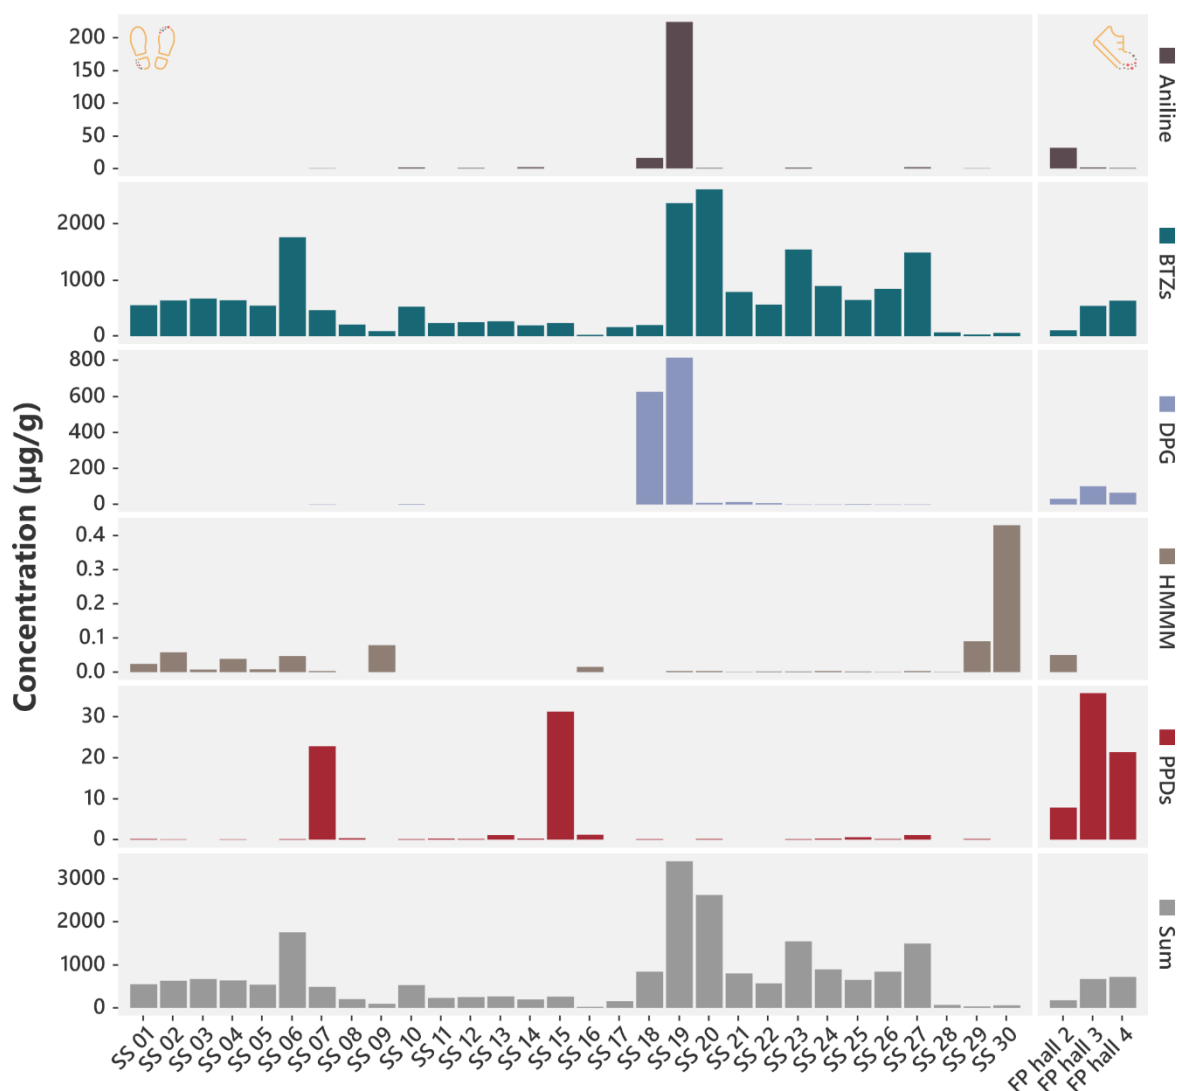 Concentration (µg/g)
200
150
100
50
0
Aniline
2000
1000
0
BTZs
800
600
400
200
0
DPG
0.4
0.3
0.2
0.1
0.0
HMMM
30
20
10
0
PPDs
3000
2000
1000
0
Sum
SS 01
SS 02
SS 03
SS 04
SS 05
SS 06
SS 07
SS 08
SS 09
SS 10
SS 11
SS 12
SS 13
SS 14
SS 15
SS 16
SS 17
SS 18
SS 19
SS 20
SS 21
SS 22
SS 23
SS 24
SS 25
SS 26
SS 27
SS 28
SS 29
SS 30
FP hall 2
FP hall 3
FP hall 4